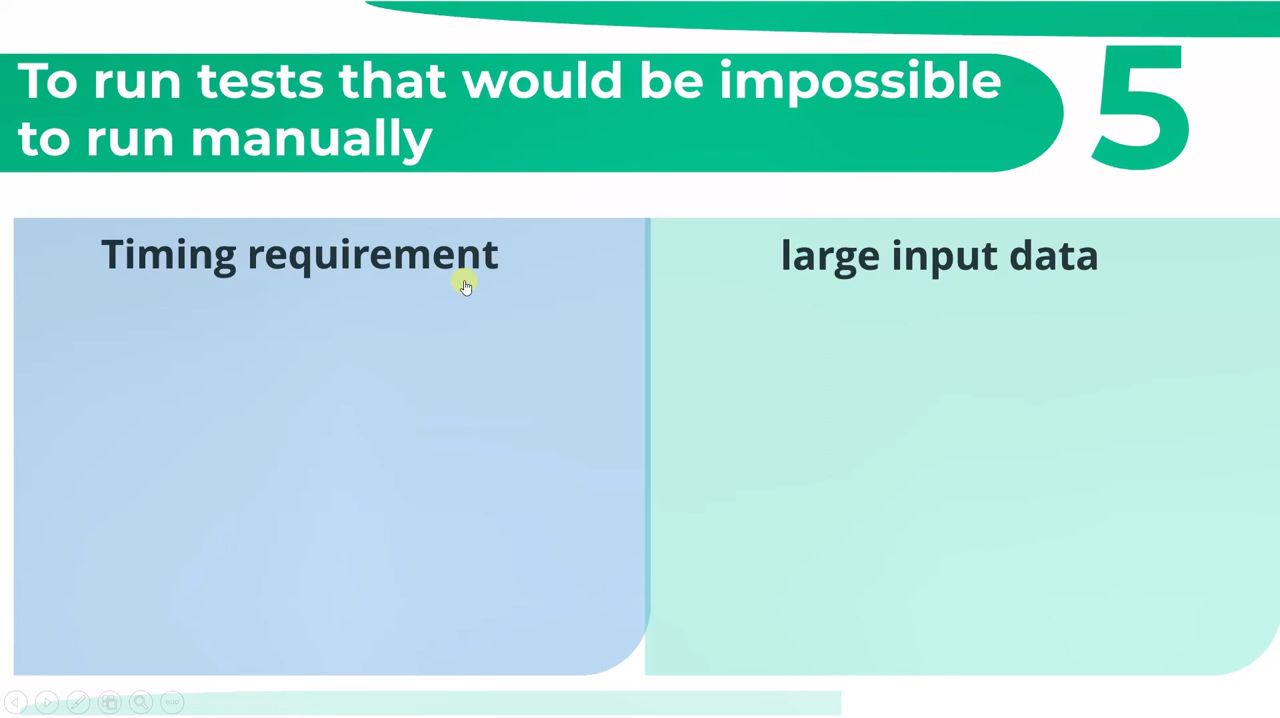 To run tests that would be impossible
to run manually
5
Timing requirement
large input data